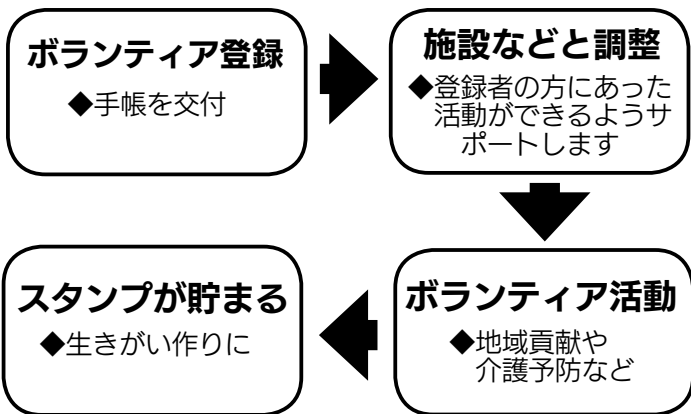 ボランティア登録
◆手帳を交付
施設などと調整
◆登録者の方にあった
活動ができるようサ
ポートします
ボランティア活動
◆地域貢献や
介護予防など
スタンプが貯まる
◆生きがい作りに